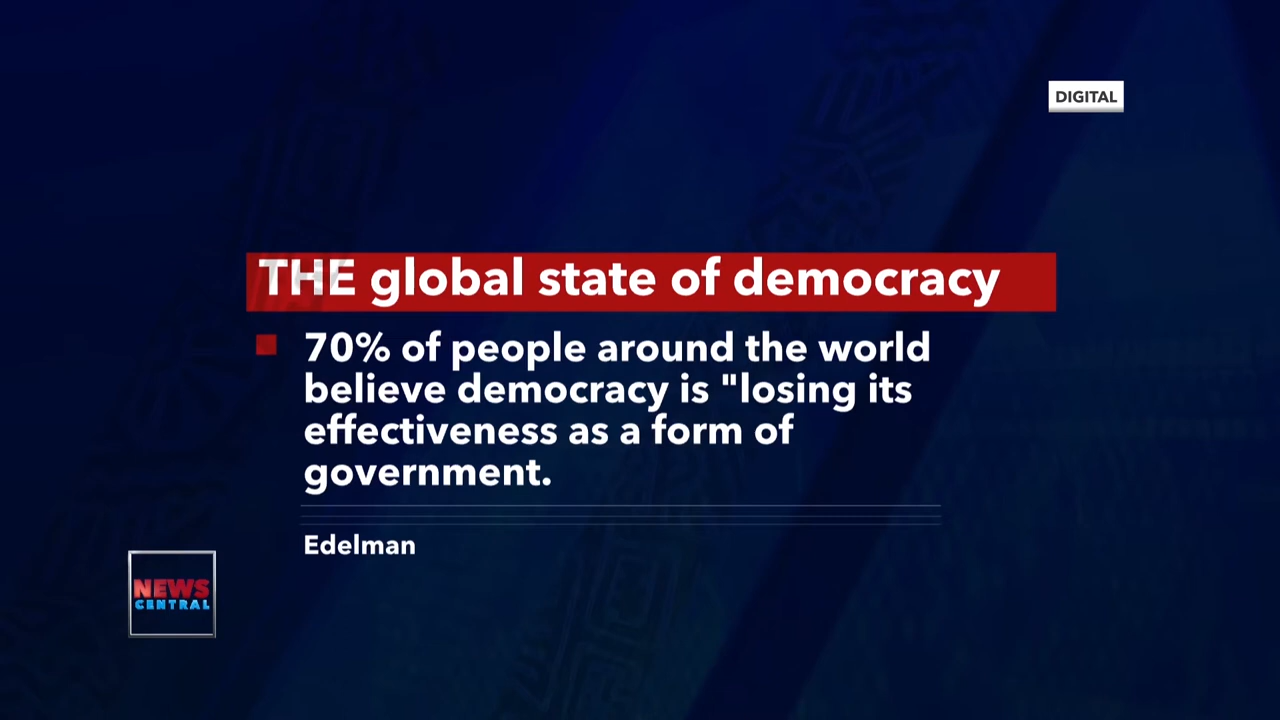 DIGITAL
THE global state of democracy
70% of people around the world
believe democracy is "losing its
effectiveness as a form of
government.
Edelman
NEWS
CENTRAL